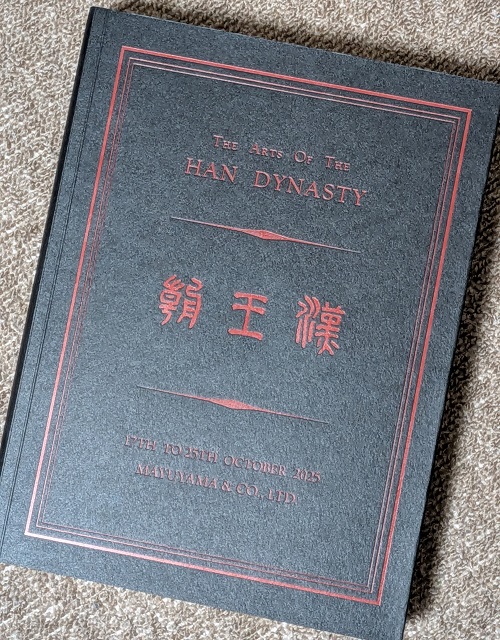 The Arts Of The
HAN DYNASTY
漢王朝
17TH TO 25TH OCTOBER 2025
MAYUYAMA & CO., LTD.